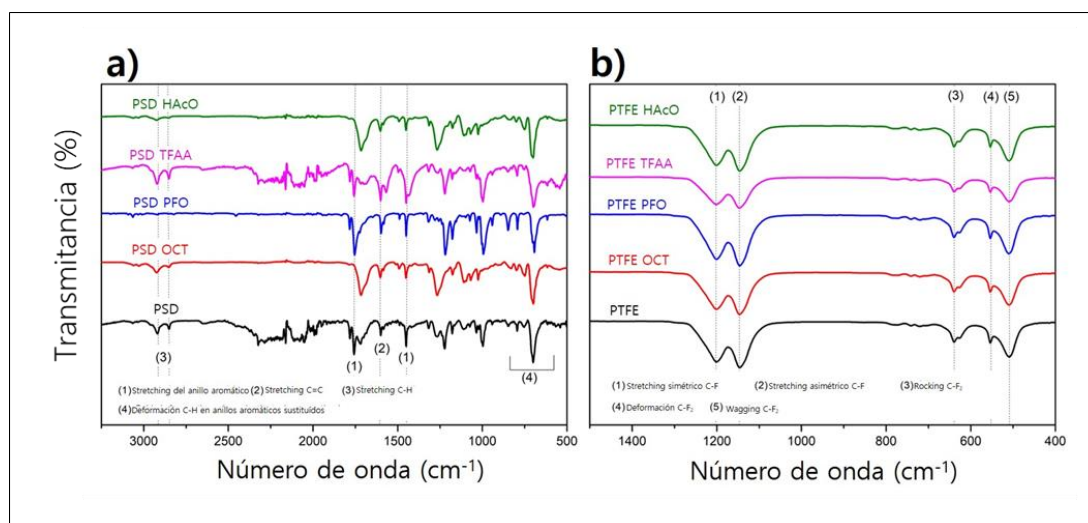 a)
PSD HAcO
PSD TFAA
PSD PFO
PSD OCT
PSD
(3)
(1)
(2)
(1)
(4)
(1)Stretching del anillo aromático (2) Stretching C=C (3) Stretching C-H
(4)Deformación C-H en anillos aromáticos sustituídos
3000 2500 2000 1500 1000 500
Número de onda (cm-1)
Transmitancia (%)
b)
(1) (2) (3) (4) (5)
PTFE HAcO
PTFE TFAA
PTFE PFO
PTFE OCT
PTFE
(1) Stretching simétrico C-F (2) Stretching asimétrico C-F (3)Rocking C-F₂
(4)Deformación C-F₂ (5) Wagging C-F₂
1400 1200 1000 800 600 400
Número de onda (cm-1)